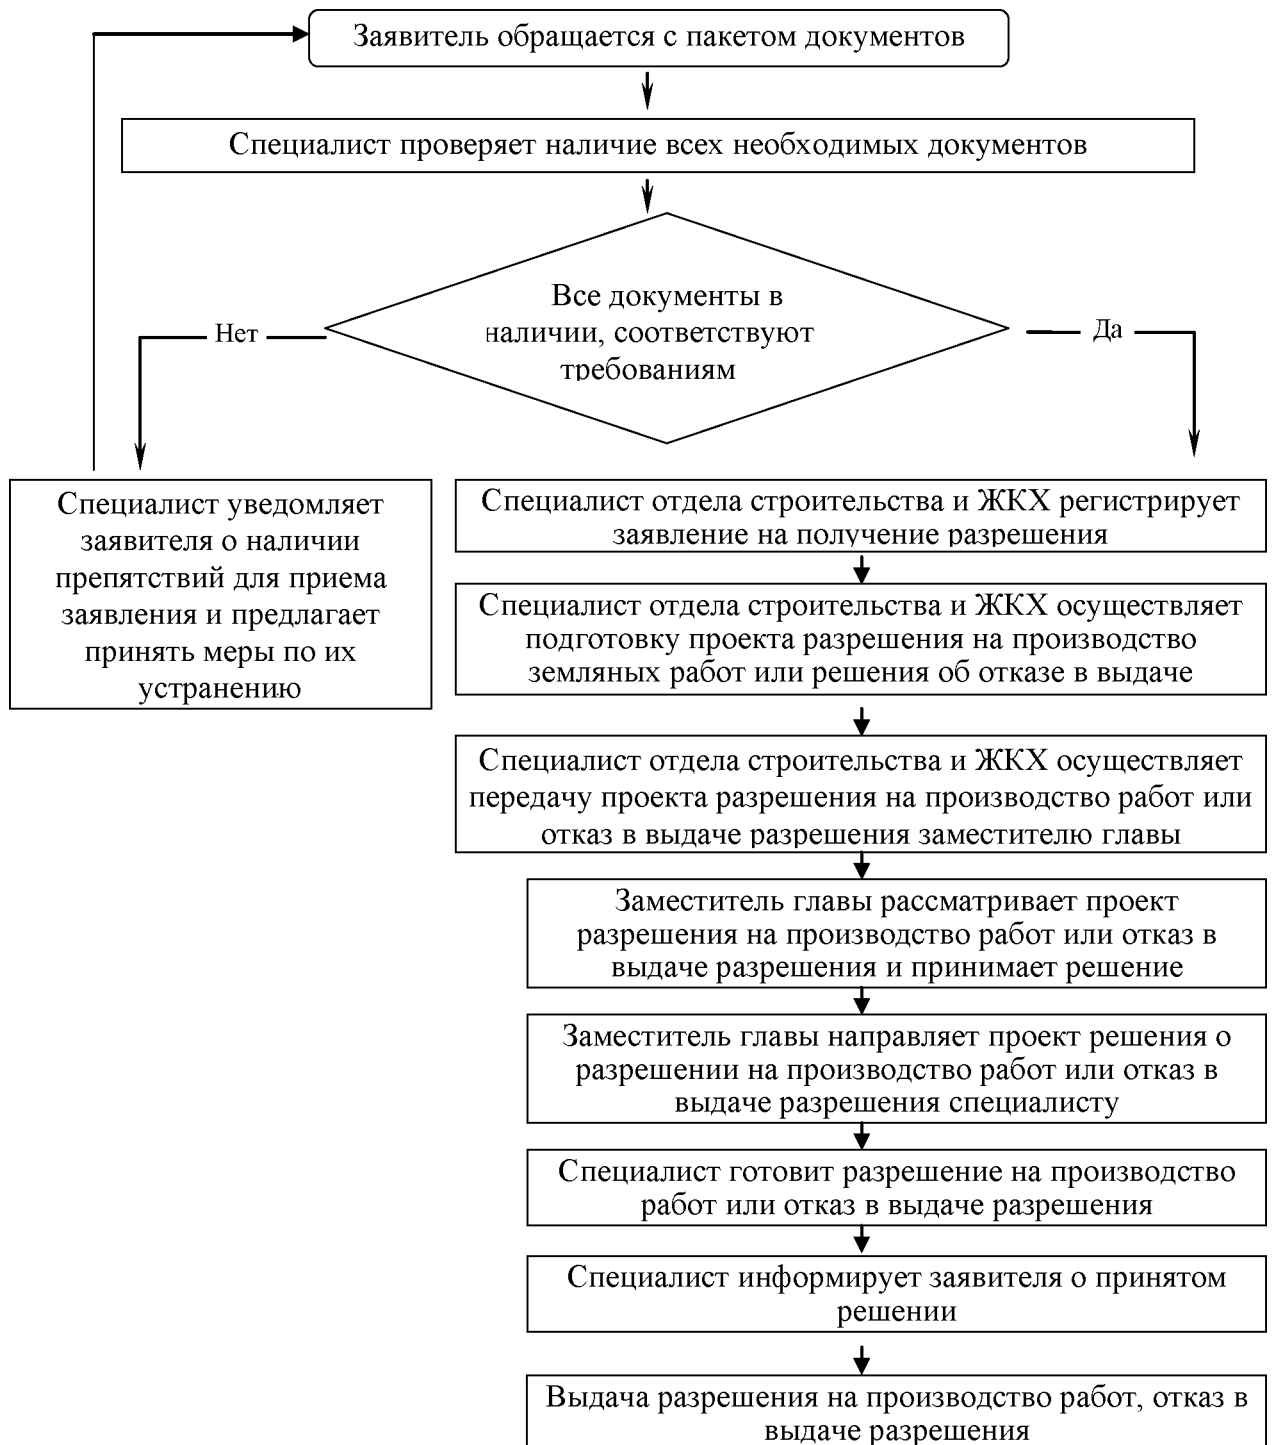 Заявитель обращается с пакетом документов
Специалист проверяет наличие всех необходимых документов
Все документы в
наличии, соответствуют
требованиям
Нет
Да
Специалист уведомляет
заявителя о наличии
препятствий для приема
заявления и предлагает
принять меры по их
устранению
Специалист отдела строительства и ЖКХ регистрирует
заявление на получение разрешения
Специалист отдела строительства и ЖКХ осуществляет
подготовку проекта разрешения на производство
земляных работ или решения об отказе в выдаче
Специалист отдела строительства и ЖКХ осуществляет
передачу проекта разрешения на производство работ или
отказ в выдаче разрешения заместителю главы
Заместитель главы рассматривает проект
разрешения на производство работ или отказ в
выдаче разрешения и принимает решение
Заместитель главы направляет проект решения о
разрешении на производство работ или отказ в
выдаче разрешения специалисту
Специалист готовит разрешение на производство
работ или отказ в выдаче разрешения
Специалист информирует заявителя о принятом
решении
Выдача разрешения на производство работ, отказ в
выдаче разрешения